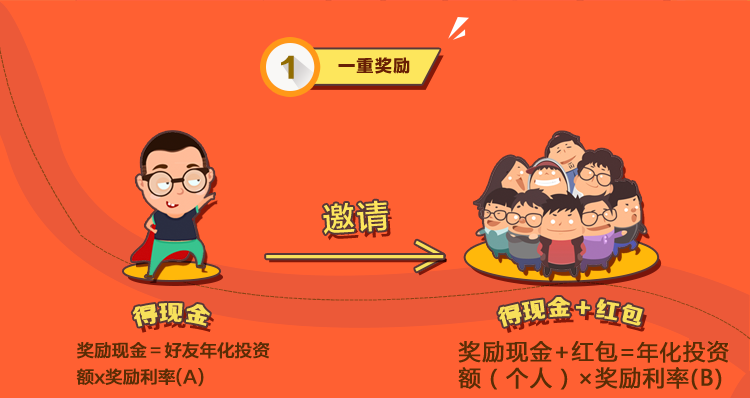 1 一重奖励
邀请
得现金
得现金+红包
奖励现金=好友年化投资
额x奖励利率(A)
奖励现金+红包=年化投资
额（个人）×奖励利率(B)